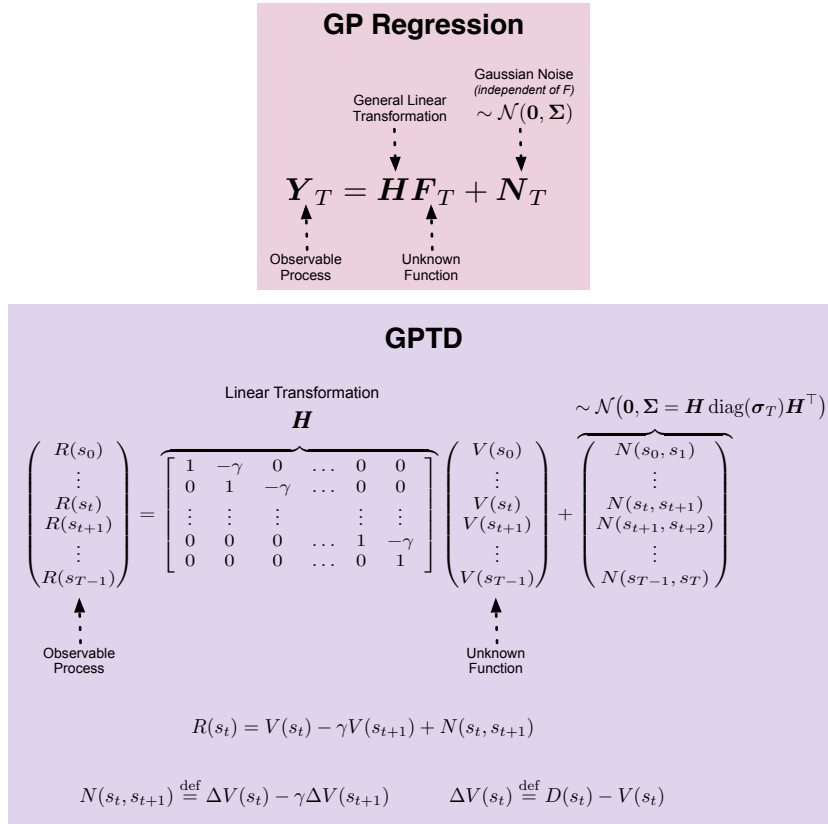 GP Regression
Gaussian Noise
(independent of F)
General Linear
Transformation
∼ 𝒩(0, Σ)
Y_T = HF_T + N_T
Observable
Process
Unknown
Function
GPTD
Linear Transformation
H
∼ 𝒩(0, Σ = H diag(σ_T)H^⊤)
R(s_0) 1 −γ 0 … 0 0 V(s_0) N(s_0, s_1)
⋮ 0 1 −γ … 0 0 ⋮ ⋮
R(s_t) ⋮ ⋮ ⋮ ⋮ ⋮ V(s_t) N(s_t, s_{t+1})
R(s_{t+1}) = V(s_{t+1}) + N(s_{t+1}, s_{t+2})
⋮ 0 0 0 … 1 −γ ⋮ ⋮
R(s_{T−1}) 0 0 0 … 0 1 V(s_{T−1}) N(s_{T−1}, s_T)
Observable
Process
Unknown
Function
R(s_t) = V(s_t) − γV(s_{t+1}) + N(s_t, s_{t+1})
N(s_t, s_{t+1}) def= ΔV(s_t) − γΔV(s_{t+1}) ΔV(s_t) def= D(s_t) − V(s_t)